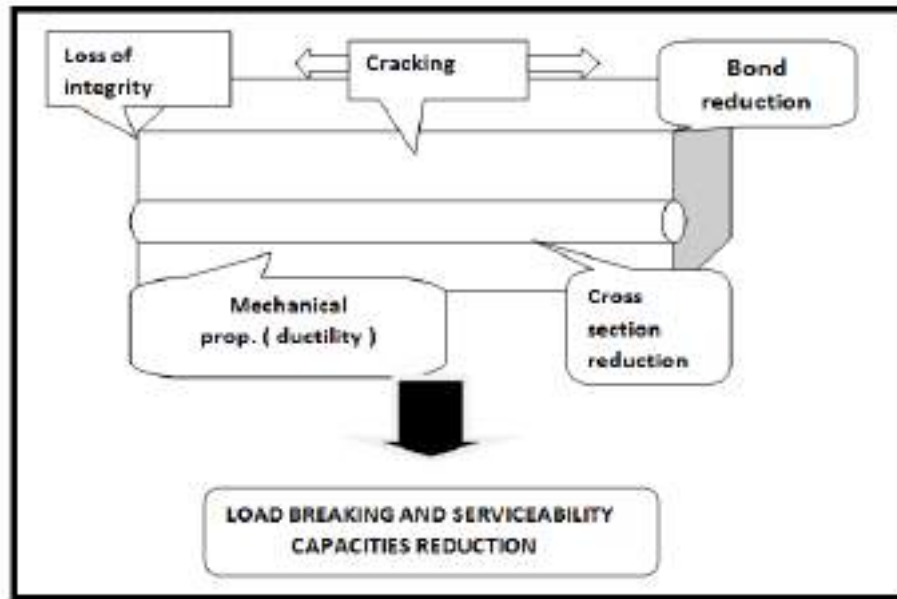 Loss of
integrity
Cracking
Bond
reduction
Mechanical
prop. ( ductility )
Cross
section
reduction
LOAD BREAKING AND SERVICEABILITY
CAPACITIES REDUCTION